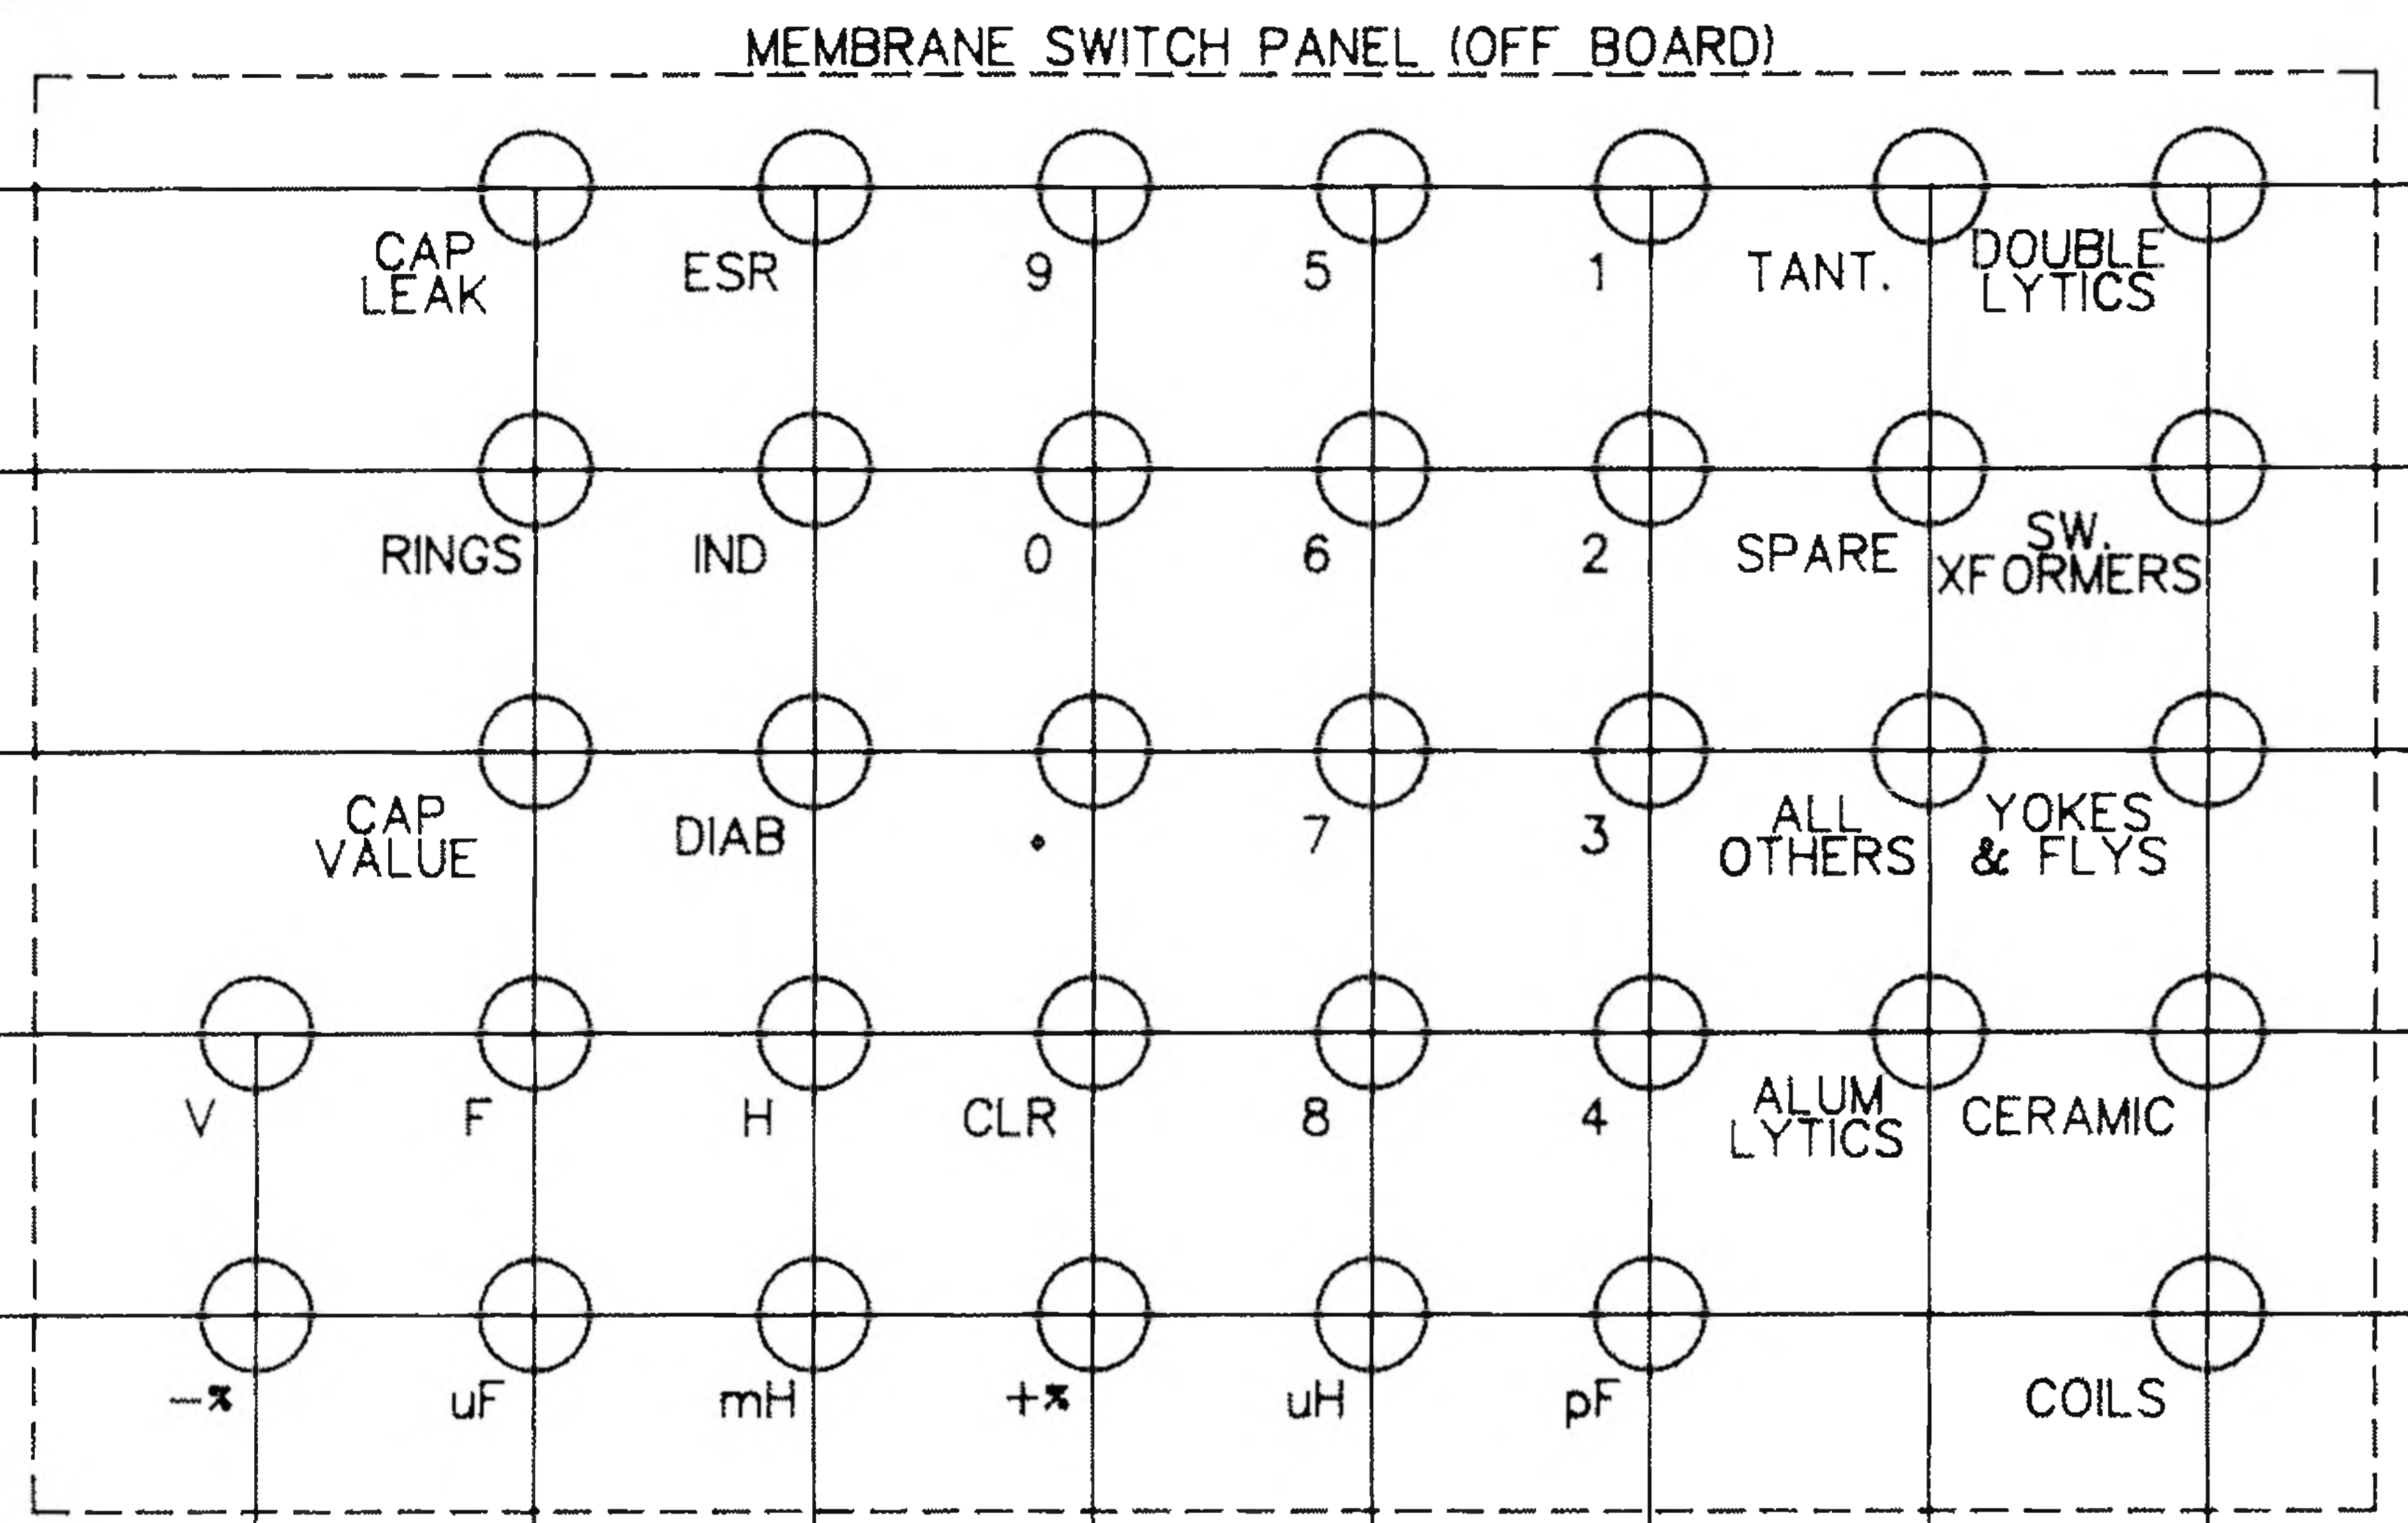 MEMBRANE SWITCH PANEL (OFF BOARD)
CAP
LEAK
ESR
9
5
1
TANT.
DOUBLE
LYTICS
RINGS
IND
0
6
2
SPARE
SW.
XFORMERS
CAP
VALUE
DIAB
.
7
3
ALL
OTHERS
YOKES
& FLYS
V
F
H
CLR
8
4
ALUM
LYTICS
CERAMIC
-%
uF
mH
+%
uH
pF
COILS